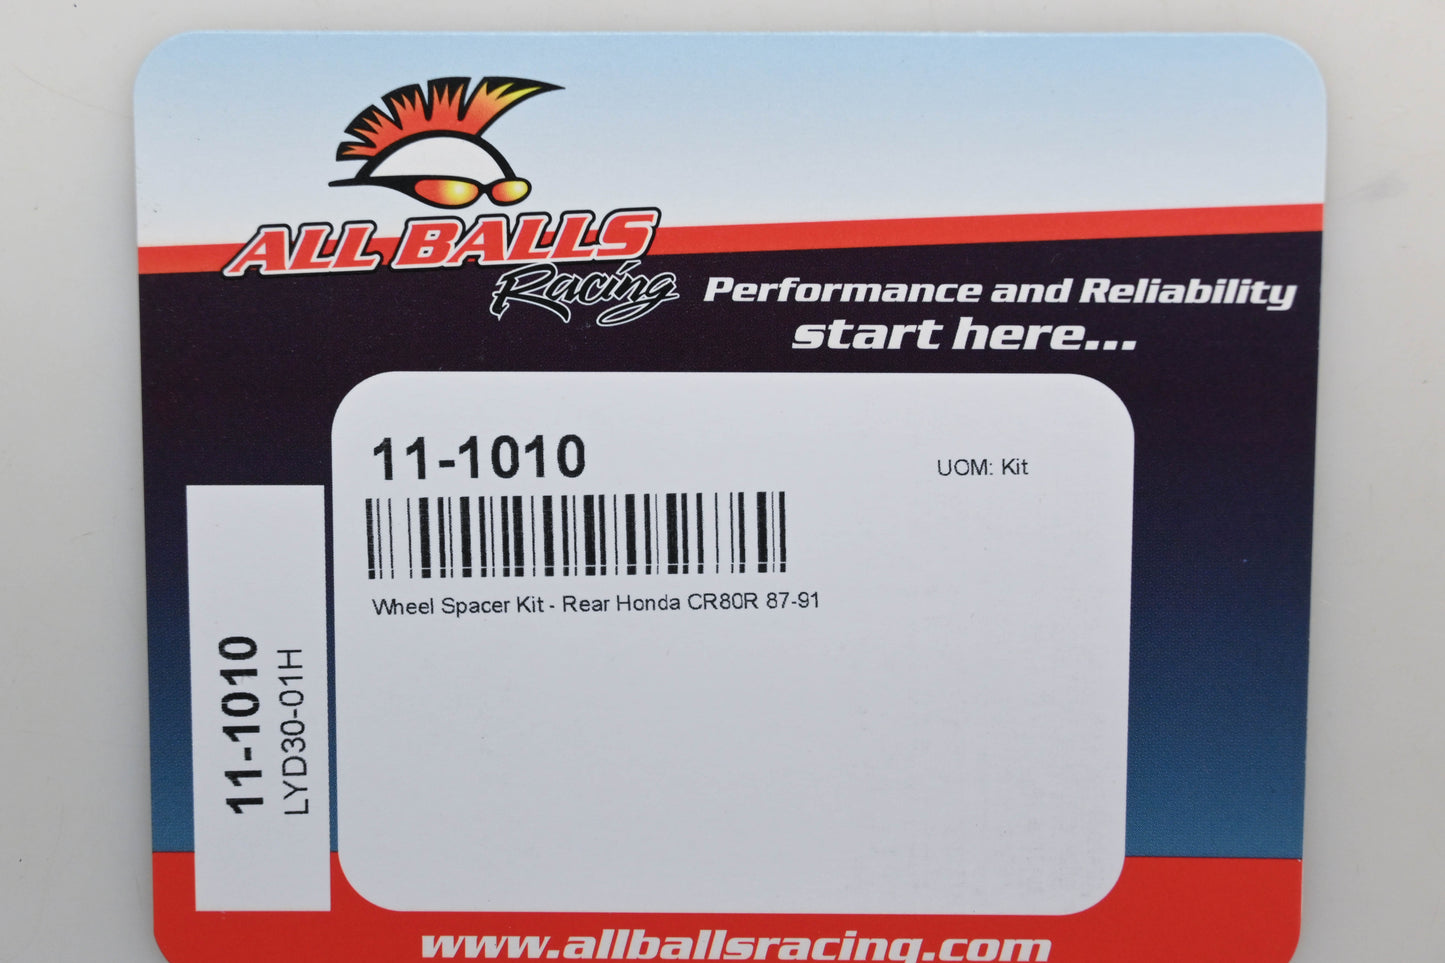 ALL BALLS
Racing
Performance and Reliability
start here...
11-1010
UOM: Kit
Wheel Spacer Kit - Rear Honda CR80R 87-91
11-1010
LYD30-01H
www.allballsracing.com